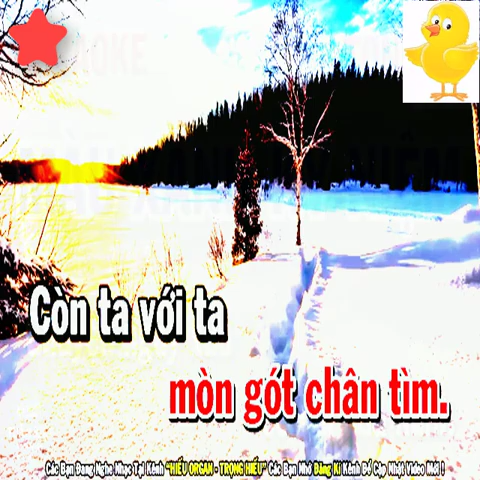 Còn ta với ta
mòn gót chân tìm.
Các Bạn Đang Nghe Nhạc Tại Kênh "HIẾU ORGAN - TRỌNG HIẾU" Các Bạn Nhớ Đăng Kí Kênh Để Cập Nhật Video Mới !